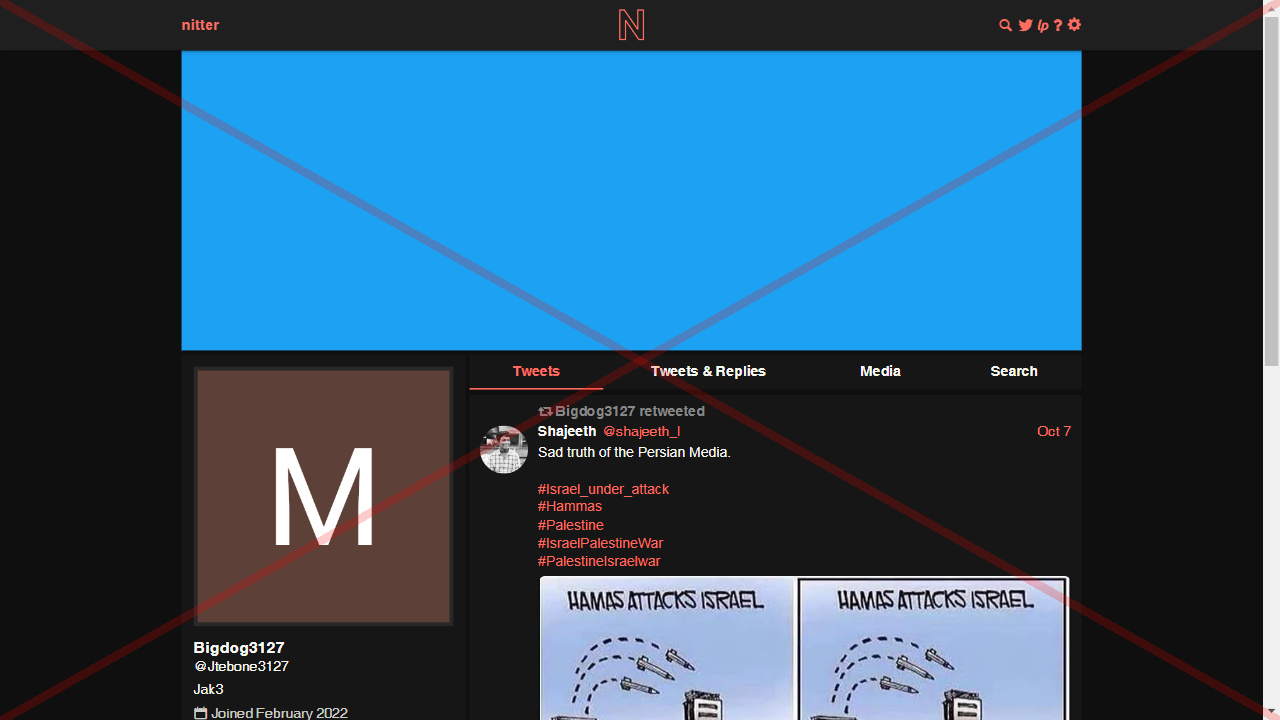 nitter
N
lp ?
Tweets
Tweets & Replies
Media
Search
Bigdog3127 retweeted
Shajeeth @shajeeth_l Oct 7
Sad truth of the Persian Media.
#Israel_under_attack
#Hammas
#Palestine
#IsraelPalestineWar
#PalestineIsraelwar
HAMAS ATTACKS ISRAEL
HAMAS ATTACKS ISRAEL
M
Bigdog3127
@Jtebone3127
Jak3
Joined February 2022